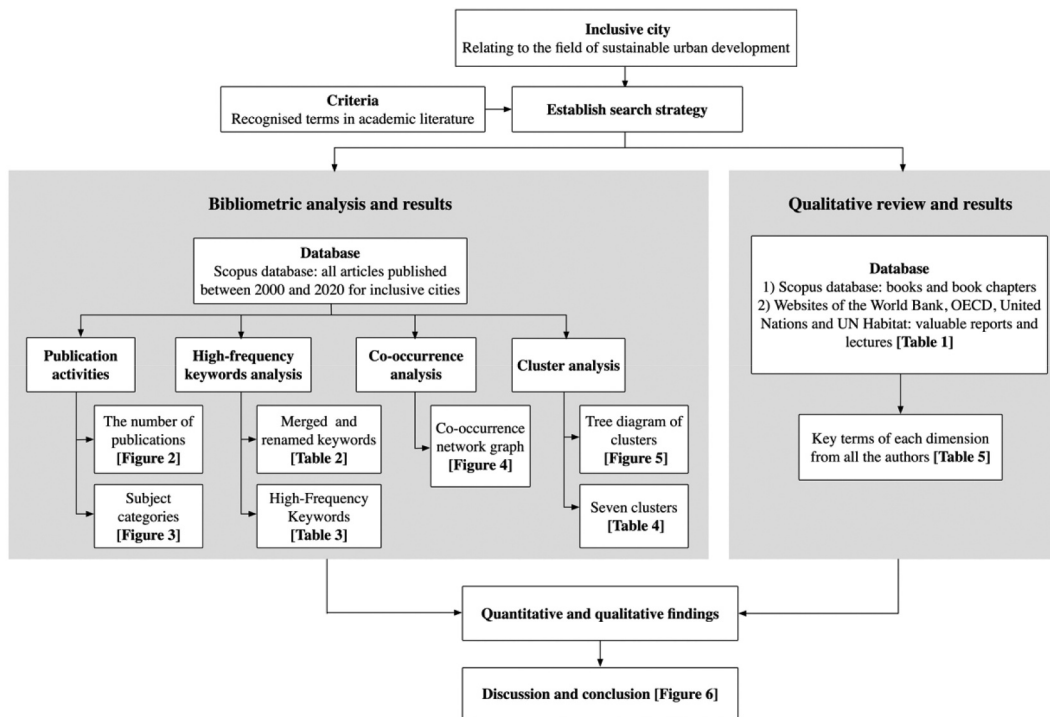 Inclusive city
Relating to the field of sustainable urban development
Criteria
Recognised terms in academic literature
Establish search strategy
Bibliometric analysis and results
Database
Scopus database: all articles published
between 2000 and 2020 for inclusive cities
Publication
activities
The number of
publications
[Figure 2]
Subject
categories
[Figure 3]
High-frequency
keywords analysis
Merged and
renamed keywords
[Table 2]
High-Frequency
Keywords
[Table 3]
Co-occurrence
analysis
Co-occurrence
network graph
[Figure 4]
Cluster analysis
Tree diagram of
clusters
[Figure 5]
Seven clusters
[Table 4]
Qualitative review and results
Database
1) Scopus database: books and book chapters
2) Websites of the World Bank, OECD, United
Nations and UN Habitat: valuable reports and
lectures [Table 1]
Key terms of each dimension
from all the authors [Table 5]
Quantitative and qualitative findings
Discussion and conclusion [Figure 6]